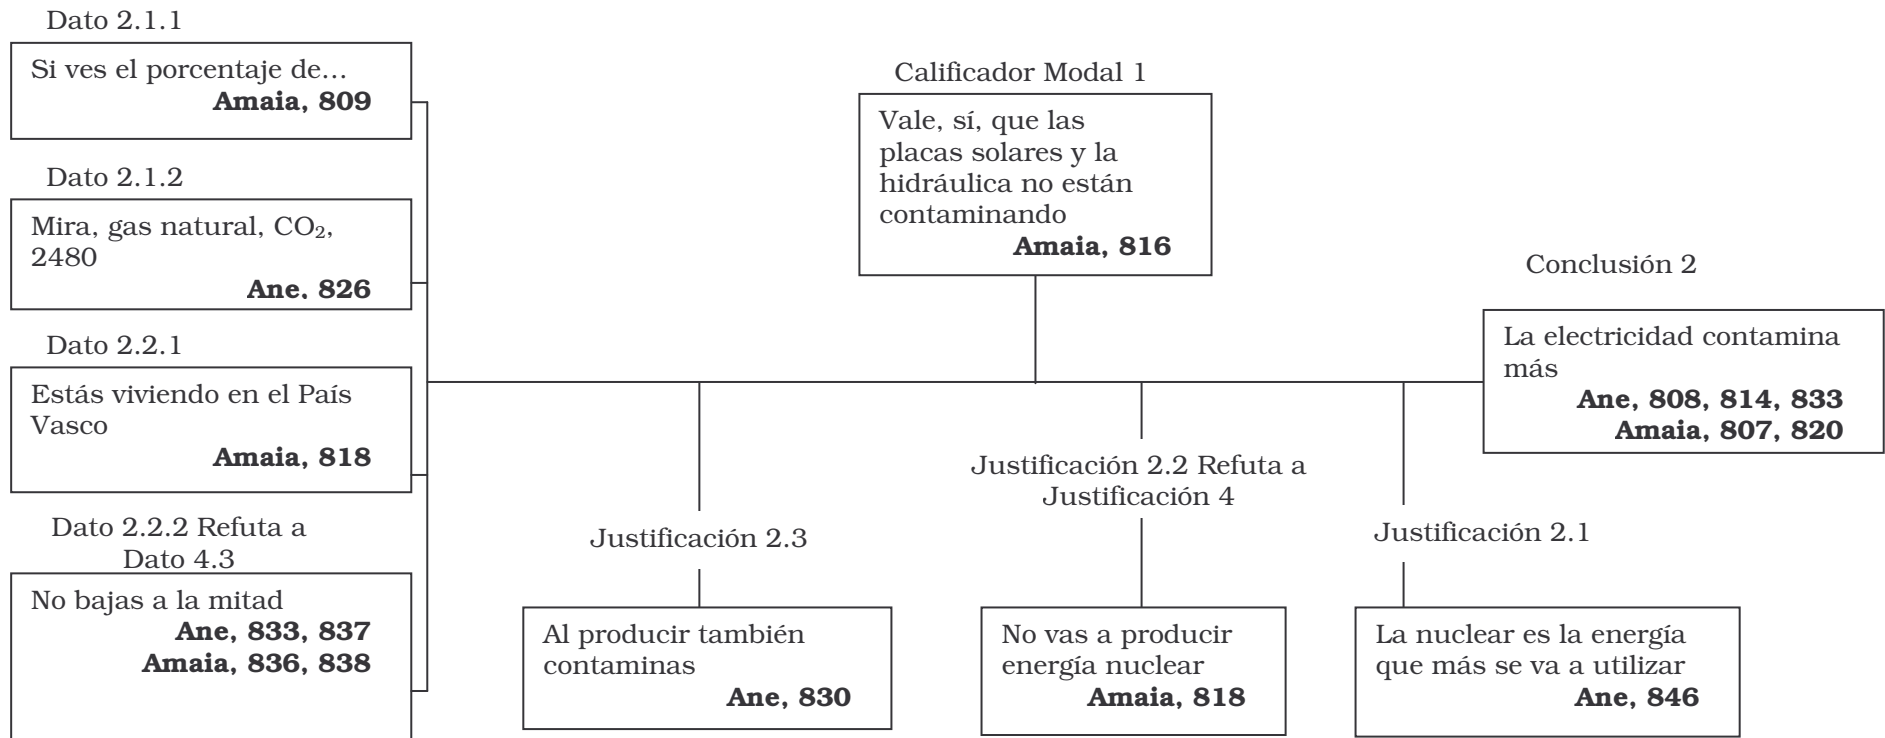 Dato 2.1.1
Si ves el porcentaje de…
Amaia, 809
Dato 2.1.2
Mira, gas natural, CO₂,
2480
Ane, 826
Dato 2.2.1
Estás viviendo en el País
Vasco
Amaia, 818
Dato 2.2.2 Refuta a
Dato 4.3
No bajas a la mitad
Ane, 833, 837
Amaia, 836, 838
Calificador Modal 1
Vale, sí, que las
placas solares y la
hidráulica no están
contaminando
Amaia, 816
Conclusión 2
La electricidad contamina
más
Ane, 808, 814, 833
Amaia, 807, 820
Justificación 2.3
Al producir también
contaminas
Ane, 830
Justificación 2.2 Refuta a
Justificación 4
No vas a producir
energía nuclear
Amaia, 818
Justificación 2.1
La nuclear es la energía
que más se va a utilizar
Ane, 846